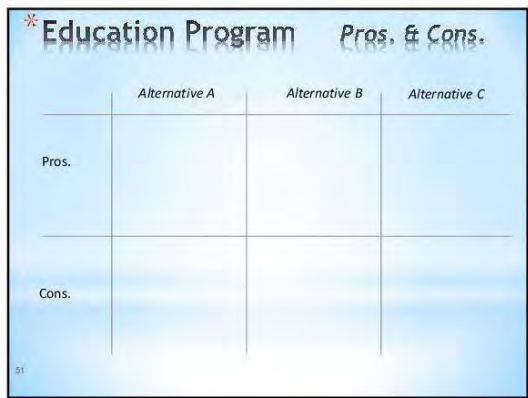 * Education Program Pros. & Cons.
Alternative A Alternative B Alternative C
Pros.
Cons.
51